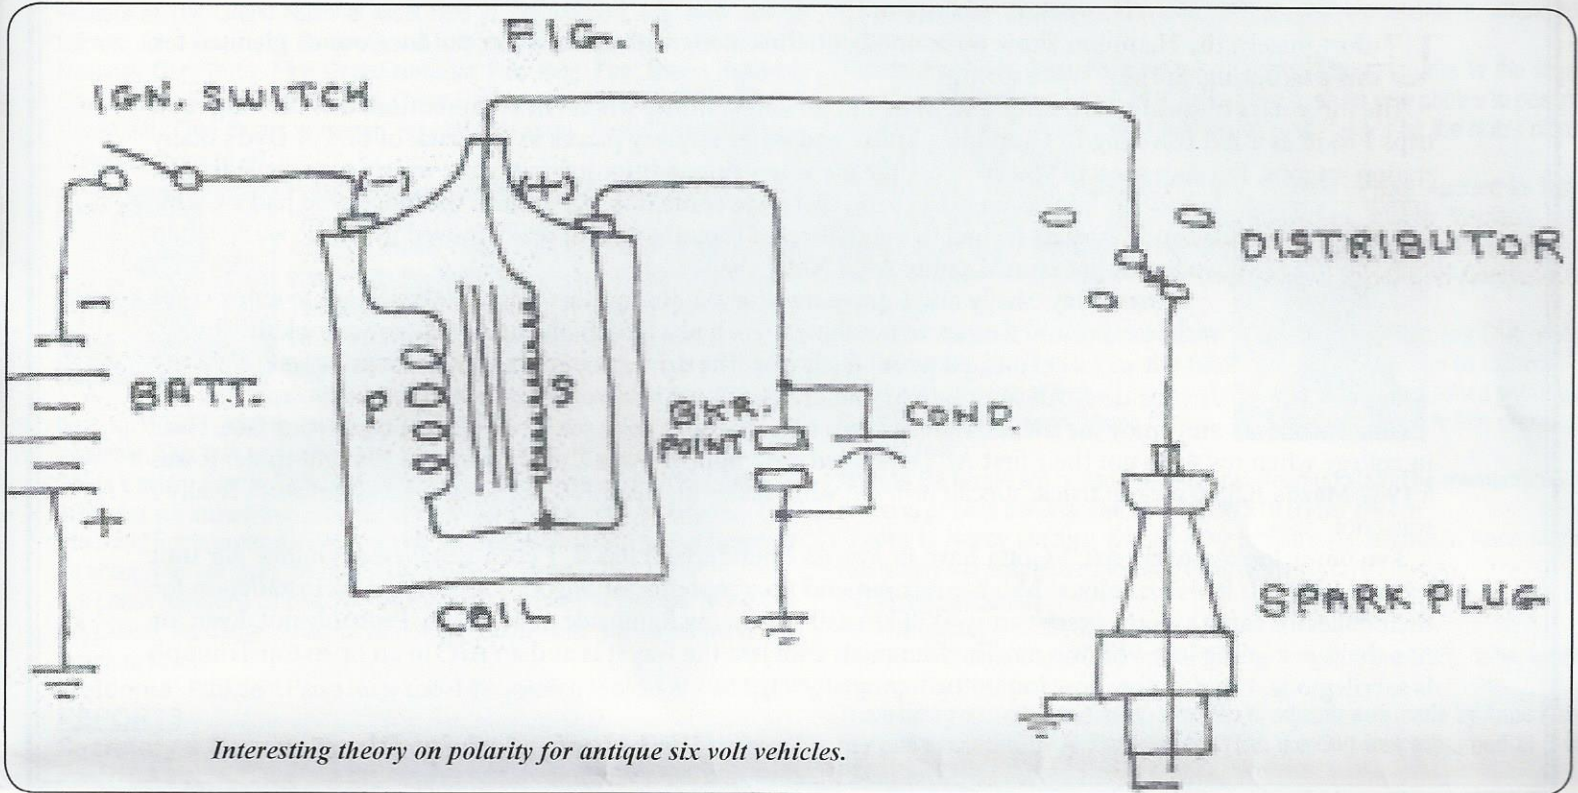 FIG. 1
IGN. SWITCH
(-)
(+)
DISTRIBUTOR
-
BATT.
P
S
BKR.
POINT
COND.
+
SPARK PLUG
COIL
Interesting theory on polarity for antique six volt vehicles.